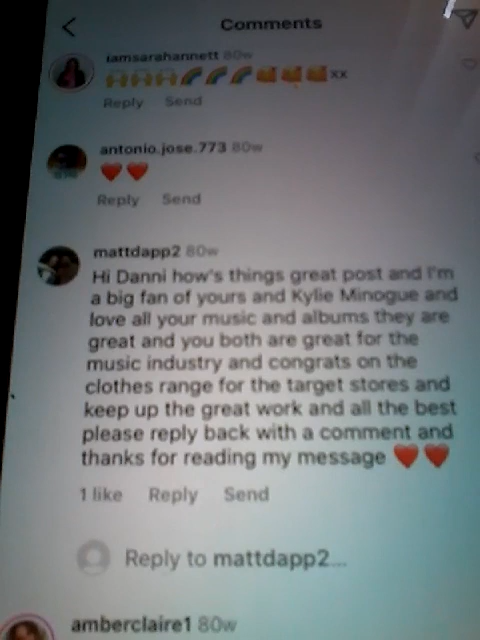 Comments
iamsarahannett 80w
🙌🙌🙌🌈🌈🌈🥰🥰🥰xx
Reply Send
antonio.jose.773 80w
❤️❤️
Reply Send
mattdapp2 80w
Hi Danni how's things great post and I'm
a big fan of yours and Kylie Minogue and
love all your music and albums they are
great and you both are great for the
music industry and congrats on the
clothes range for the target stores and
keep up the great work and all the best
please reply back with a comment and
thanks for reading my message ❤️❤️
1 like Reply Send
Reply to mattdapp2...
amberclaire1 80w